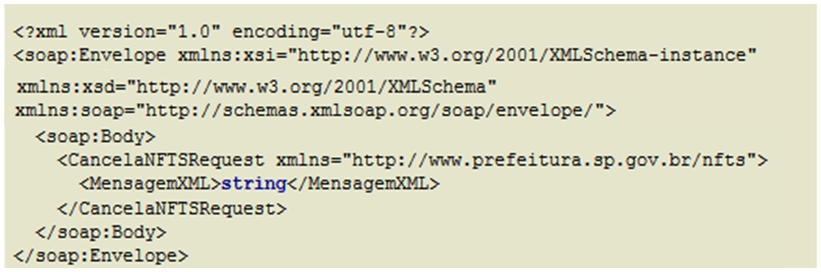 <?xml version="1.0" encoding="utf-8"?>
<soap:Envelope xmlns:xsi="http://www.w3.org/2001/XMLSchema-instance"
xmlns:xsd="http://www.w3.org/2001/XMLSchema"
xmlns:soap="http://schemas.xmlsoap.org/soap/envelope/">
  <soap:Body>
    <CancelaNFTSRequest xmlns="http://www.prefeitura.sp.gov.br/nfts">
      <MensagemXML>string</MensagemXML>
    </CancelaNFTSRequest>
  </soap:Body>
</soap:Envelope>